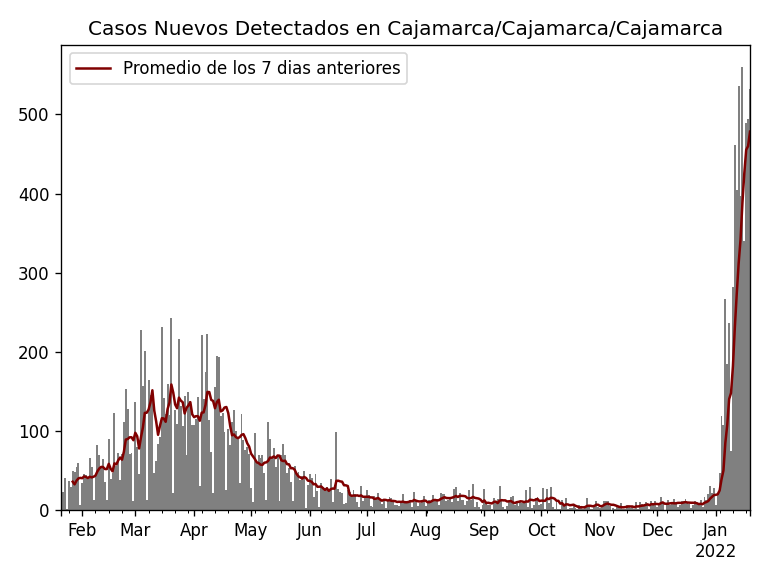 Casos Nuevos Detectados en Cajamarca/Cajamarca/Cajamarca
Promedio de los 7 dias anteriores
500
400
300
200
100
0
Feb Mar Apr May Jun Jul Aug Sep Oct Nov Dec Jan
2022